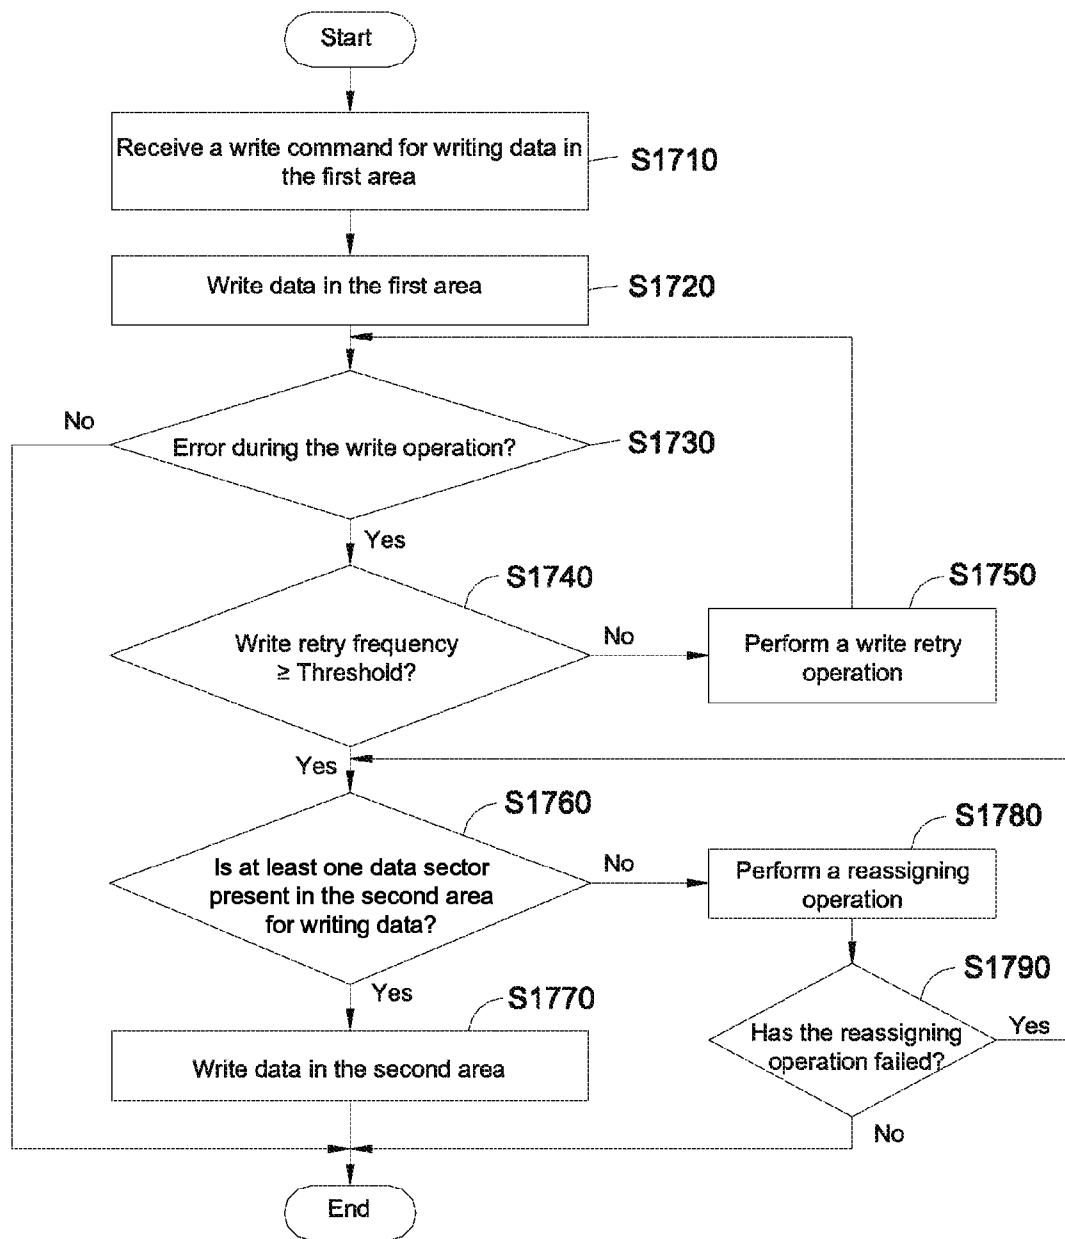 Start
Receive a write command for writing data in
the first area
S1710
Write data in the first area
S1720
No
Error during the write operation?
S1730
Yes
S1740
Write retry frequency
≥ Threshold?
No
S1750
Perform a write retry
operation
Yes
S1760
Is at least one data sector
present in the second area
for writing data?
No
S1780
Perform a reassigning
operation
Yes
S1770
Write data in the second area
S1790
Has the reassigning
operation failed?
Yes
No
End